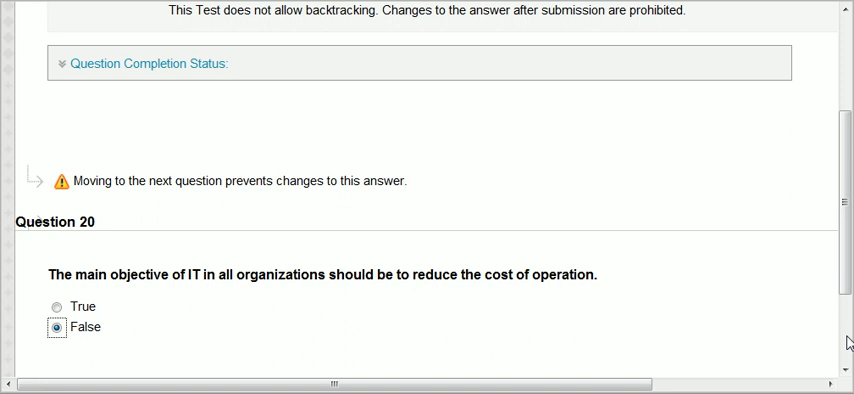 This Test does not allow backtracking. Changes to the answer after submission are prohibited.
Question Completion Status:
Moving to the next question prevents changes to this answer.
Question 20
The main objective of IT in all organizations should be to reduce the cost of operation.
True
False